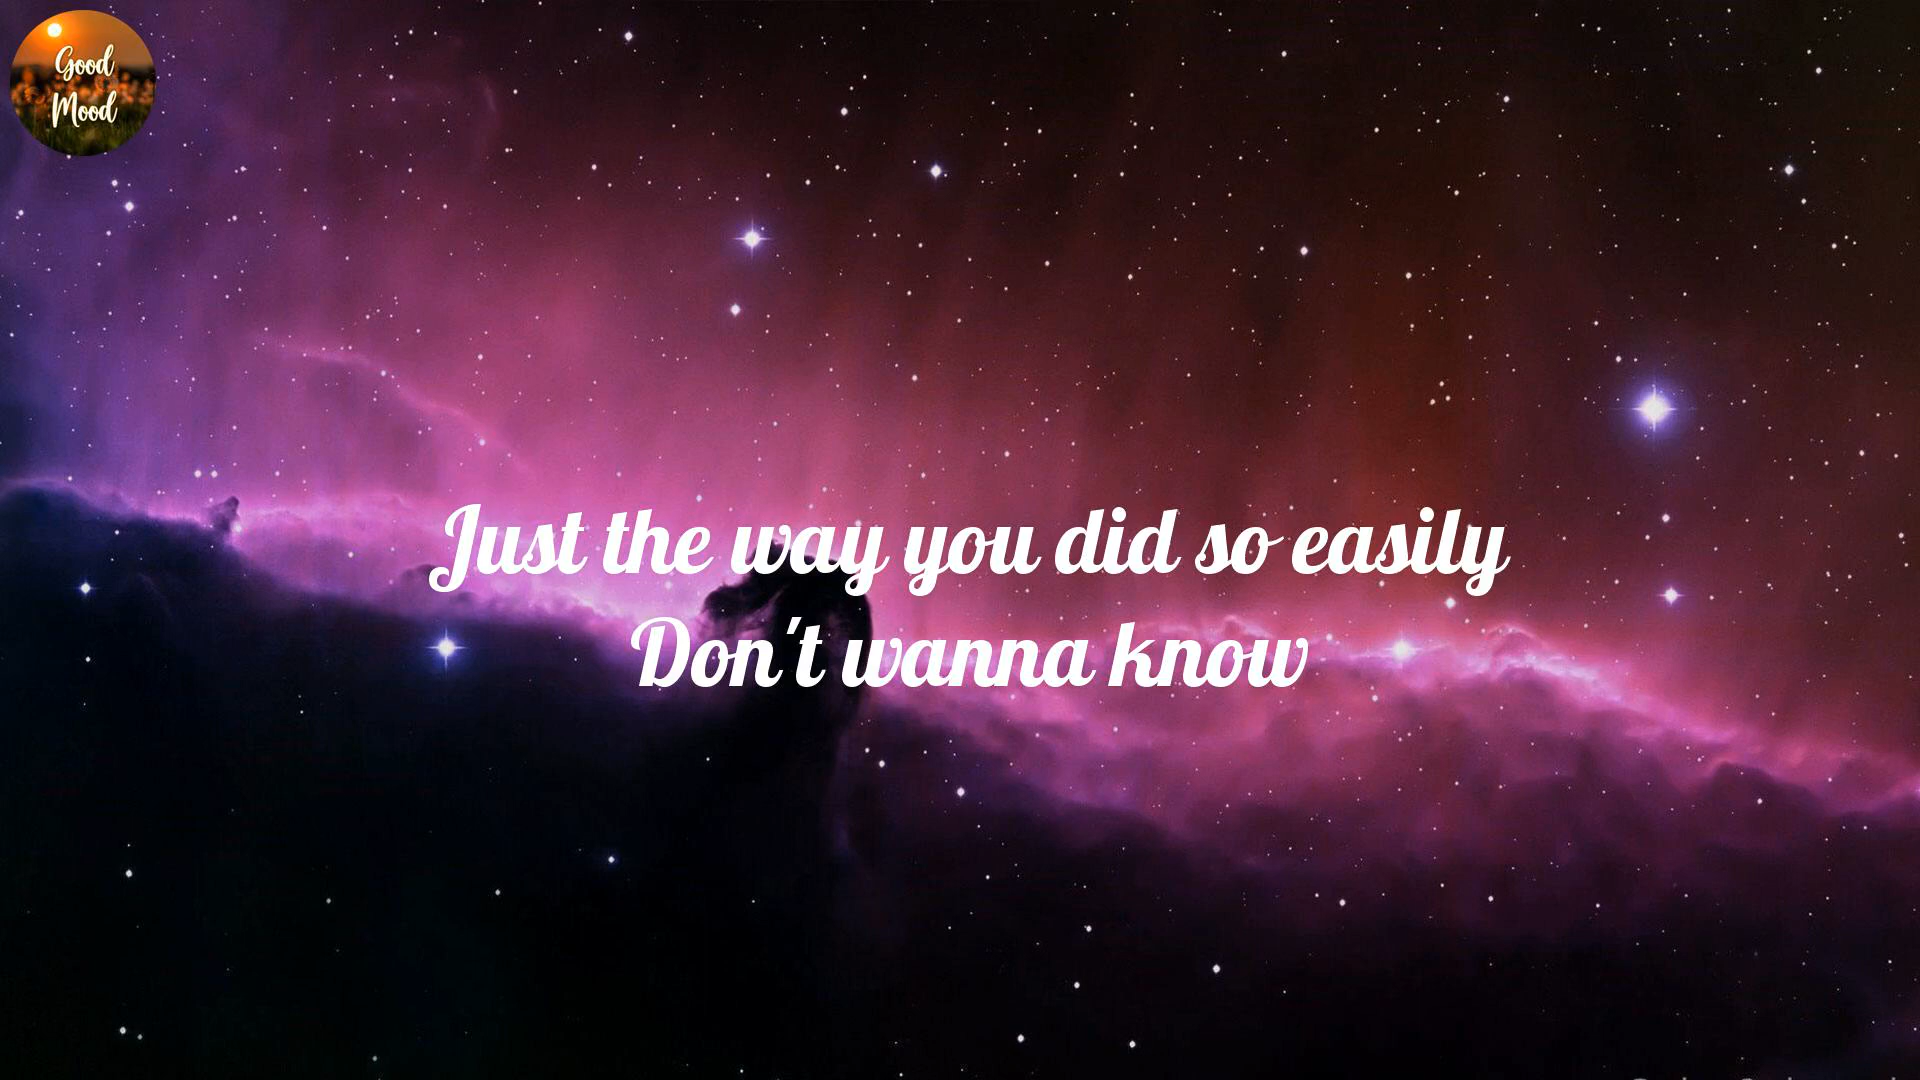 Good
Mood
Just the way you did so easily
Don't wanna know